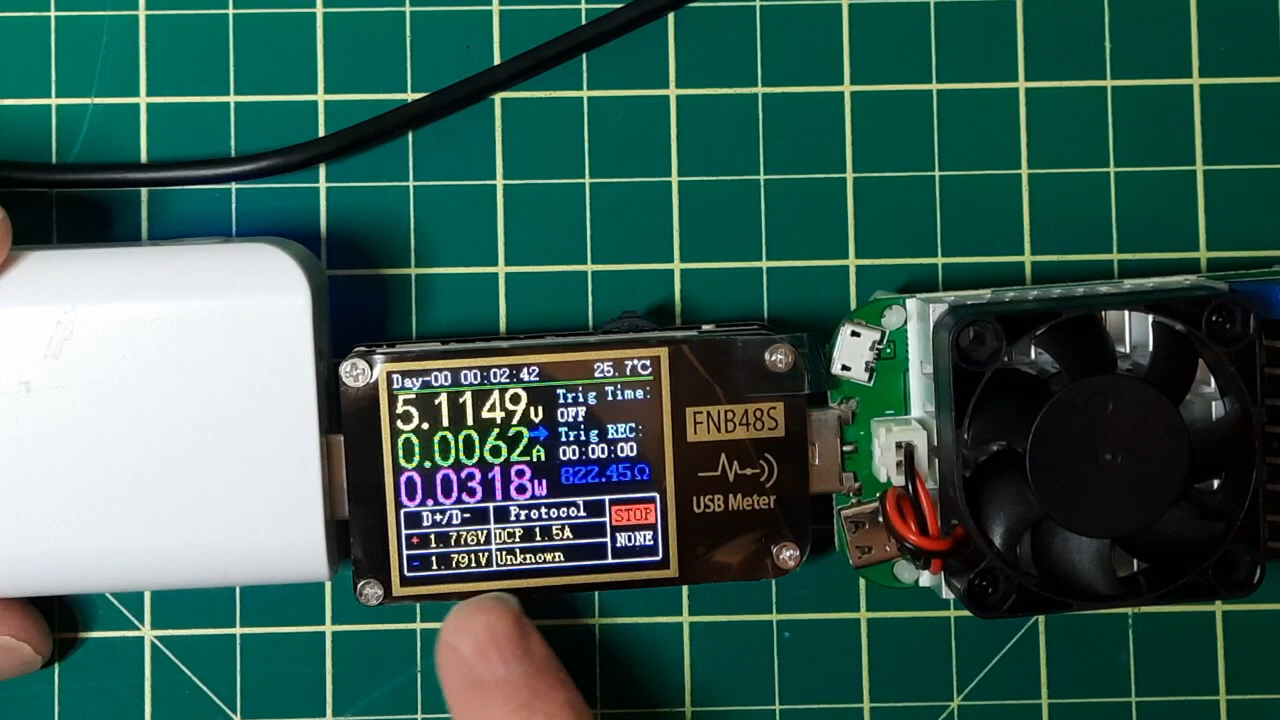 Day-00 00:02:42 25.7℃
5.1149V
0.0062A
0.0318W
Trig Time:
OFF
Trig REC:
00:00:00
822.45Ω
D+/D- Protocol
+ 1.776V DCP 1.5A
- 1.791V Unknown
STOP
NONE
FNB48S
USB Meter